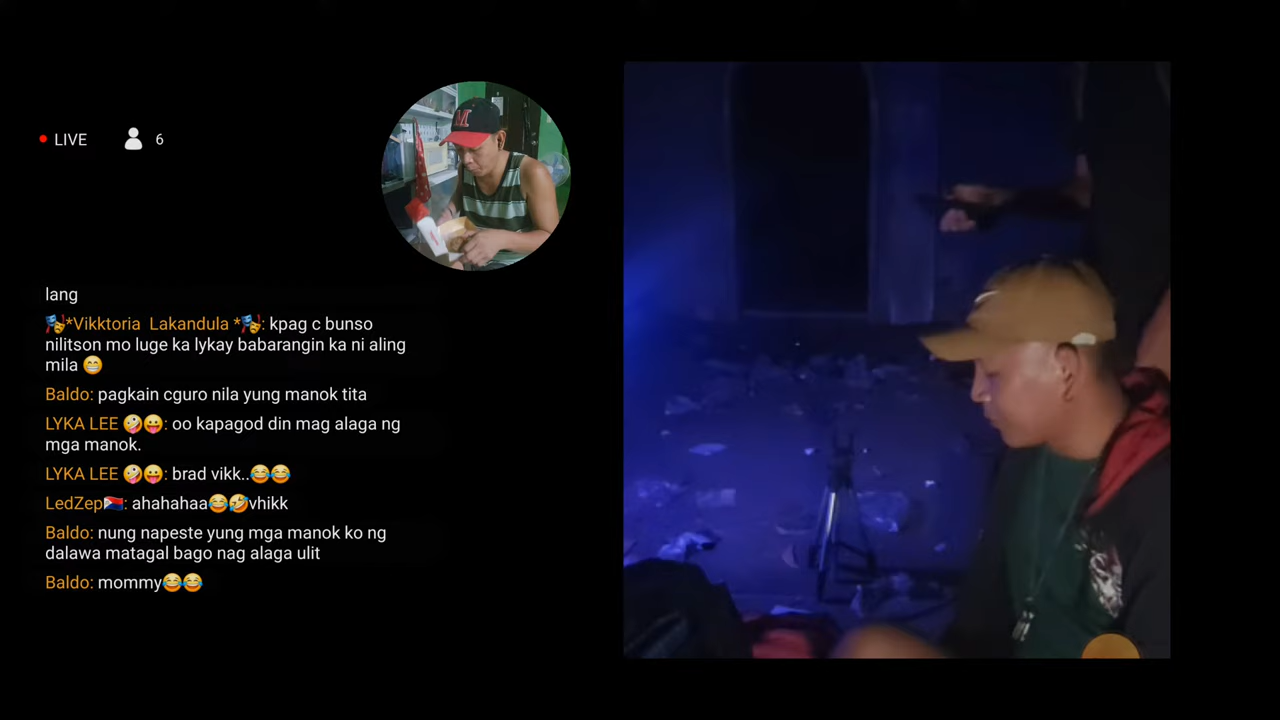 LIVE 6
lang
🎭*Vikktoria Lakandula *🎭: kpag c bunso
nilitson mo luge ka lykay babarangin ka ni aling
mila 😁
Baldo: pagkain cguro nila yung manok tita
LYKA LEE 🤪😛: oo kapagod din mag alaga ng
mga manok.
LYKA LEE 🤪😛: brad vikk..😂😂
LedZep🇵🇭: ahahahaa😂🤣vhikk
Baldo: nung napeste yung mga manok ko ng
dalawa matagal bago nag alaga ulit
Baldo: mommy😂😂
M